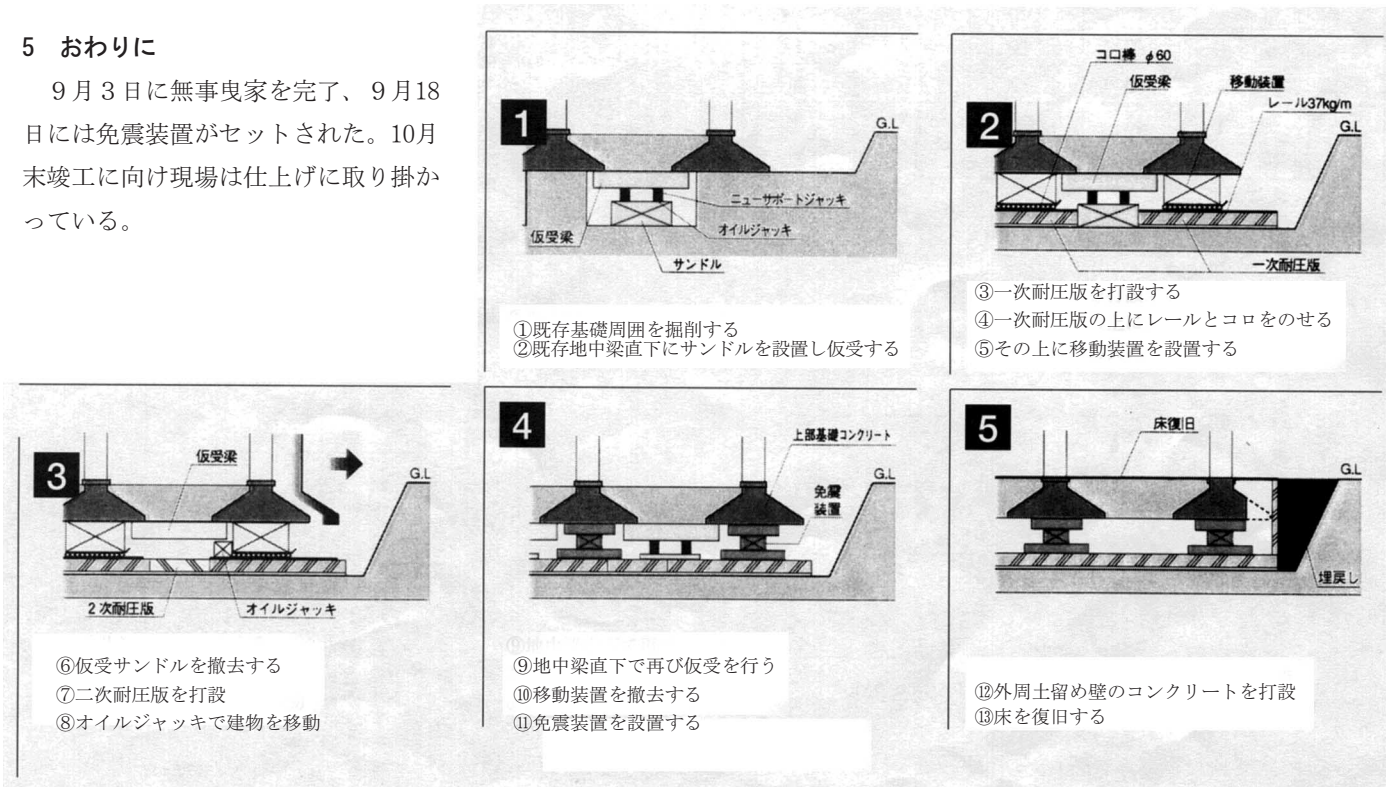 5　おわりに
９月３日に無事曳家を完了、９月18
日には免震装置がセットされた。10月
末竣工に向け現場は仕上げに取り掛か
っている。
1
G.L
ニューサポートジャッキ
オイルジャッキ
仮受梁
サンドル
①既存基礎周囲を掘削する
②既存地中梁直下にサンドルを設置し仮受する
2
コロ棒 φ60
仮受梁
移動装置
レール37kg/m
G.L
一次耐圧版
③一次耐圧版を打設する
④一次耐圧版の上にレールとコロをのせる
⑤その上に移動装置を設置する
3
仮受梁
G.L
2次耐圧版
オイルジャッキ
⑥仮受サンドルを撤去する
⑦二次耐圧版を打設
⑧オイルジャッキで建物を移動
4
上部基礎コンクリート
G.L
免震
装置
⑨地中梁直下で再び仮受を行う
⑩移動装置を撤去する
⑪免震装置を設置する
5
床復旧
G.L
埋戻し
⑫外周土留め壁のコンクリートを打設
⑬床を復旧する